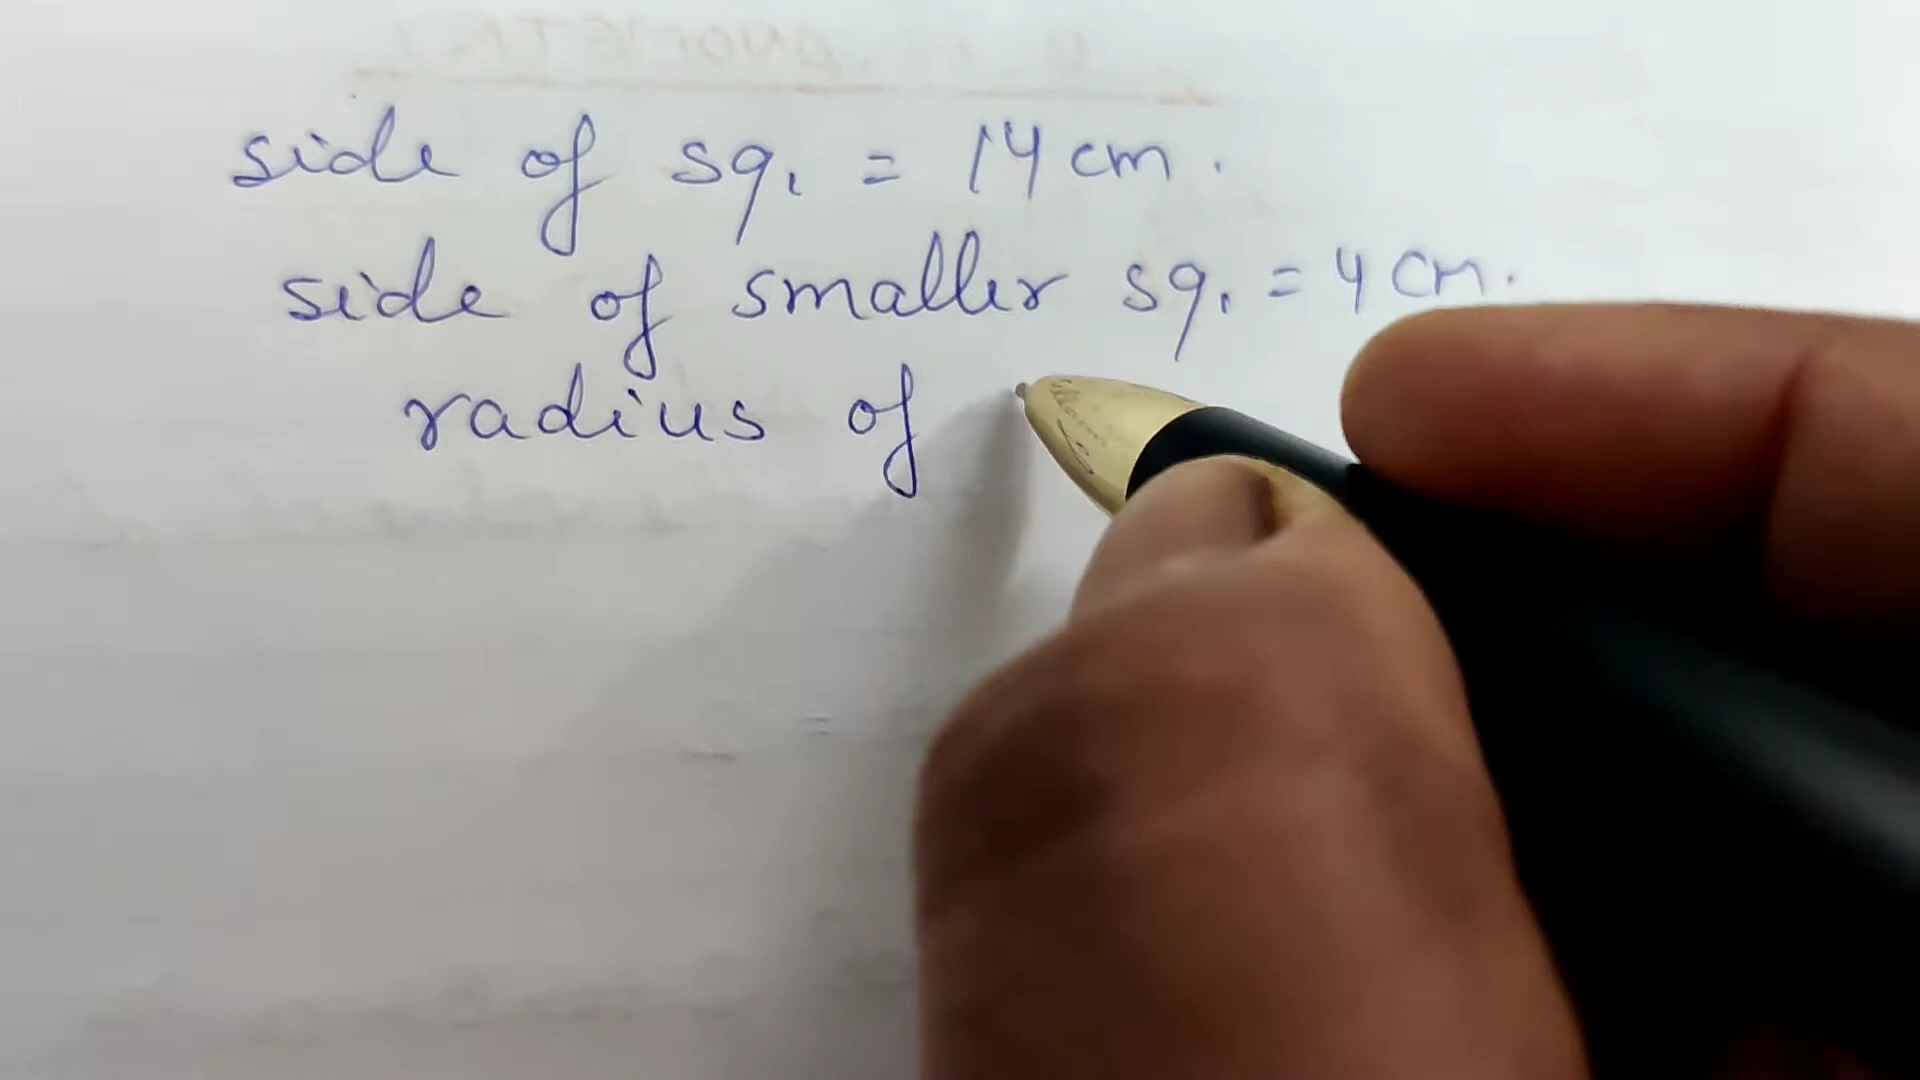 side of sq. = 14 cm.
side of smaller sq. = 4 cm.
radius of